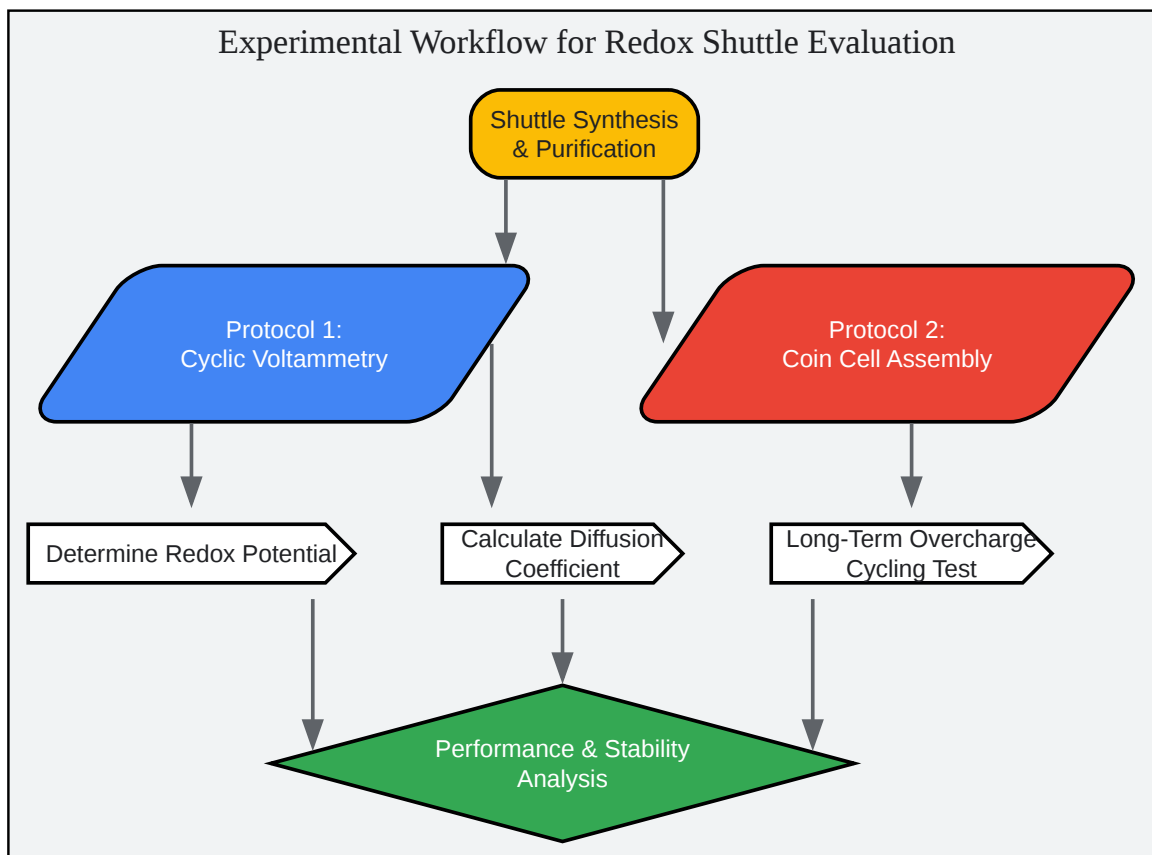 Experimental Workflow for Redox Shuttle Evaluation
Shuttle Synthesis
& Purification
Protocol 1:
Cyclic Voltammetry
Protocol 2:
Coin Cell Assembly
Determine Redox Potential
Calculate Diffusion
Coefficient
Long-Term Overcharge
Cycling Test
Performance & Stability
Analysis